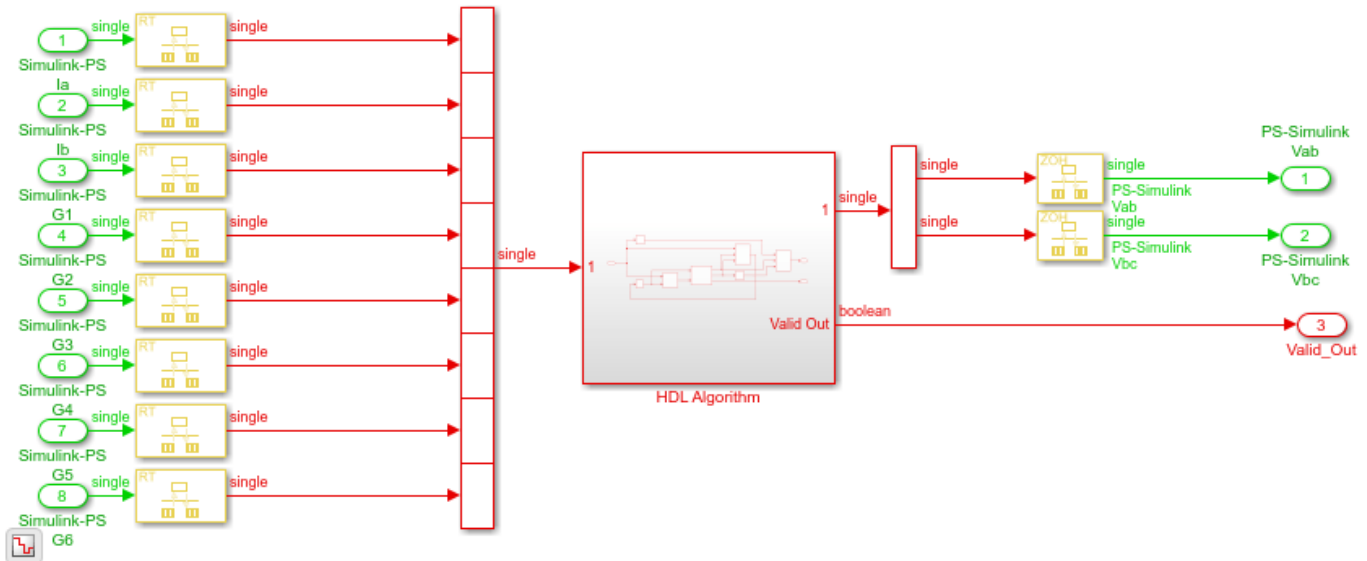 single
RT
single
1
Simulink-PS
Ia
single
RT
single
2
Simulink-PS
Ib
single
RT
single
3
Simulink-PS
G1
single
RT
single
4
Simulink-PS
G2
single
RT
single
5
Simulink-PS
G3
single
RT
single
6
Simulink-PS
G4
single
RT
single
7
Simulink-PS
G5
single
RT
single
8
Simulink-PS
G6
single
1
1
Valid Out
HDL Algorithm
single
boolean
single
ZOH
single
PS-Simulink
Vab
single
ZOH
single
PS-Simulink
Vbc
PS-Simulink
Vab
1
2
PS-Simulink
Vbc
3
Valid_Out